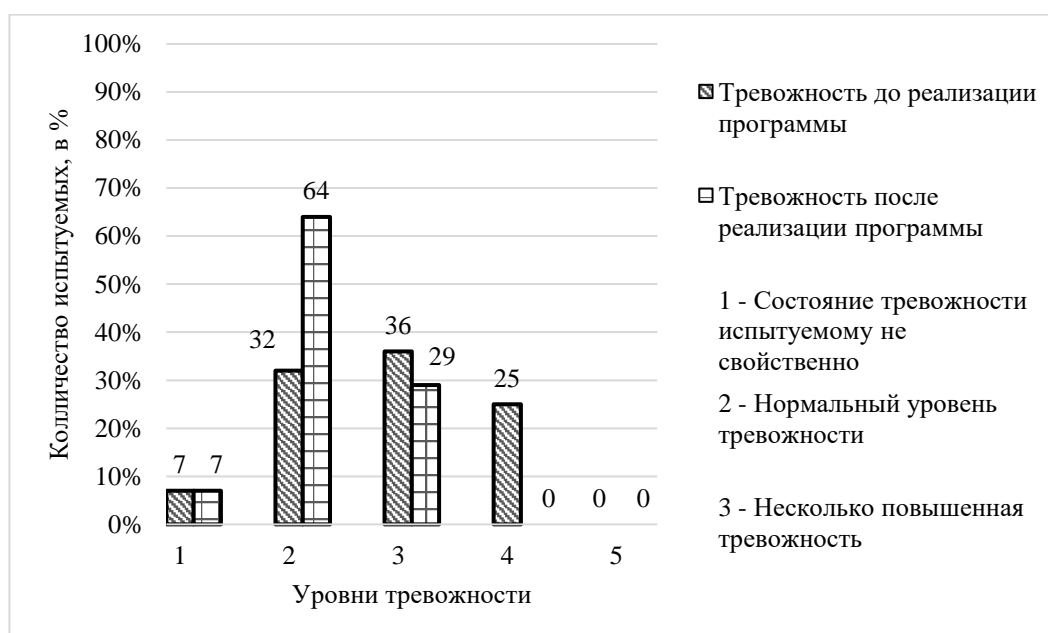 100%
90%
80%
70%
60%
50%
40%
30%
20%
10%
0%
Колличество испытуемых, в %
7
7
32
64
36
29
25
0
0
0
1
2
3
4
5
Уровни тревожности
Тревожность до реализации
программы
Тревожность после
реализации программы
1 - Состояние тревожности
испытуемому не
свойственно
2 - Нормальный уровень
тревожности
3 - Несколько повышенная
тревожность